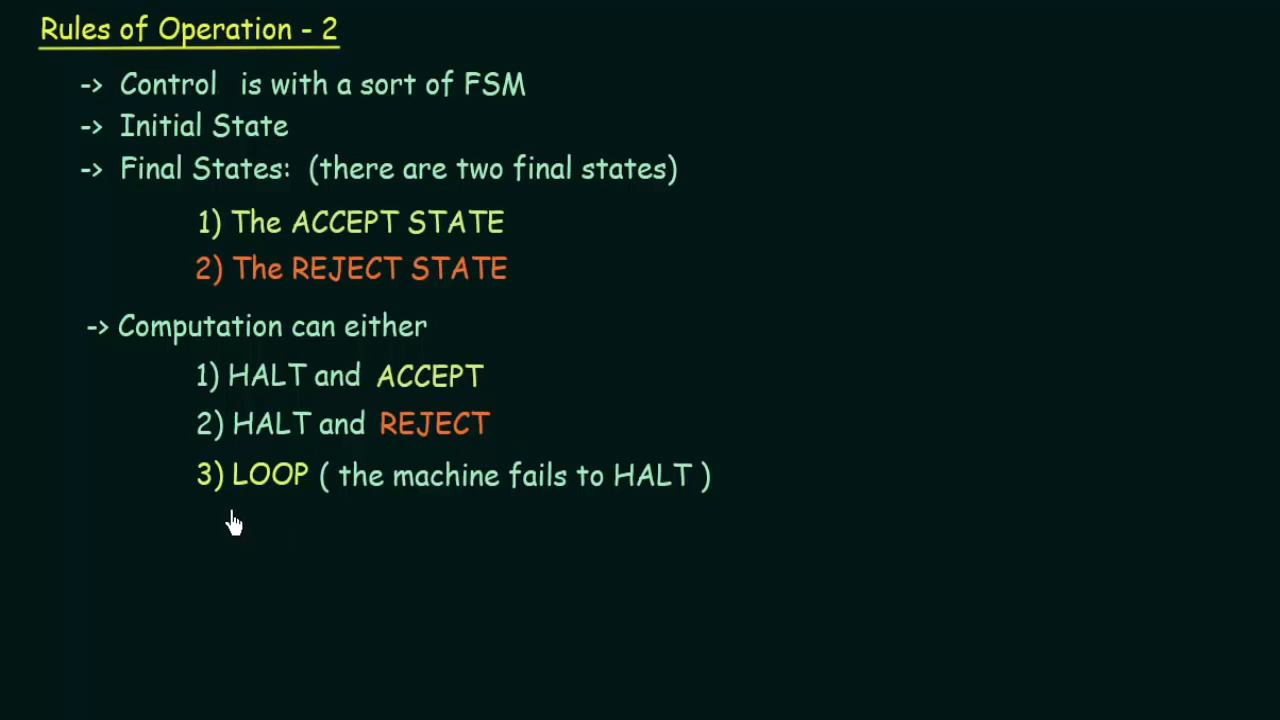 Rules of Operation - 2
-> Control is with a sort of FSM
-> Initial State
-> Final States: (there are two final states)
1) The ACCEPT STATE
2) The REJECT STATE
-> Computation can either
1) HALT and ACCEPT
2) HALT and REJECT
3) LOOP ( the machine fails to HALT )